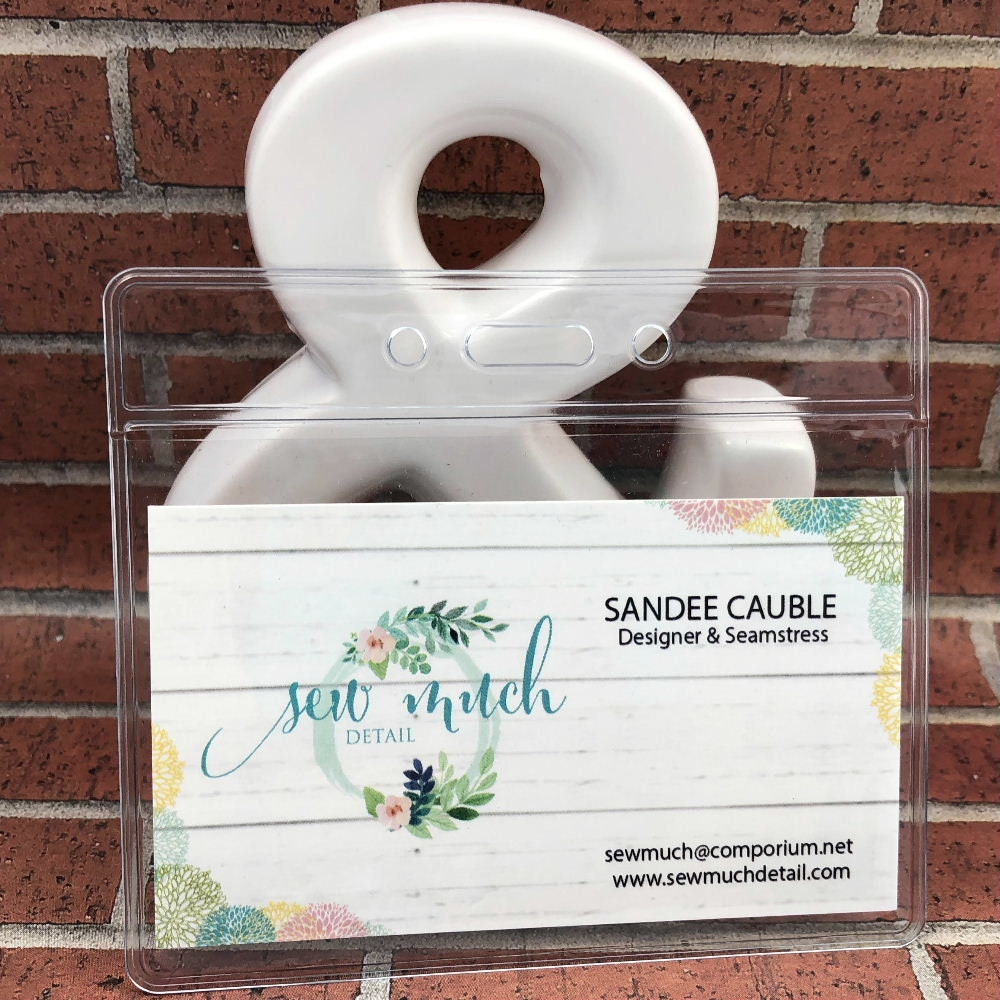 &
SANDEE CAUBLE
Designer & Seamstress
sew much
DETAIL
sewmuch@comporium.net
www.sewmuchdetail.com